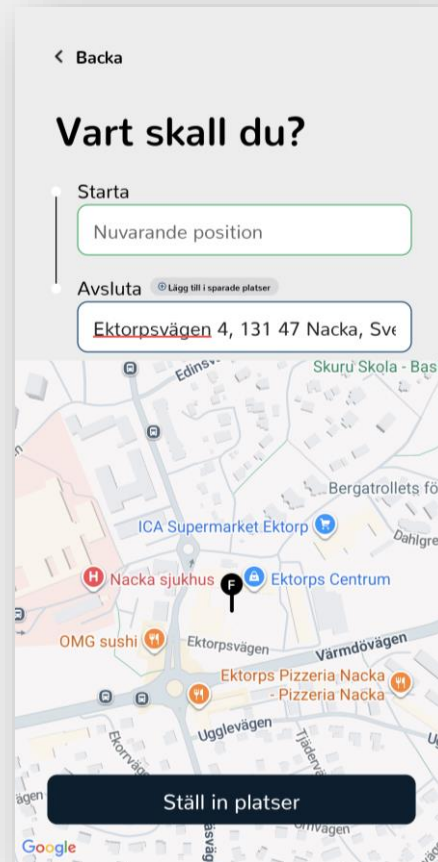 Backa
Vart skall du?
Starta
Nuvarande position
Avsluta
Lägg till i sparade platser
Ektorpsvägen 4, 131 47 Nacka, Sve
Skuru Skola - Bas
Bergatrollets fö
ICA Supermarket Ektorp
Dahlgre
H
Nacka sjukhus
F
Ektorps Centrum
OMG sushi
Ektorpsvägen
Värmdövägen
Ektorps Pizzeria Nacka
- Pizzeria Nacka
Ugglevägen
Ställ in platser
Google